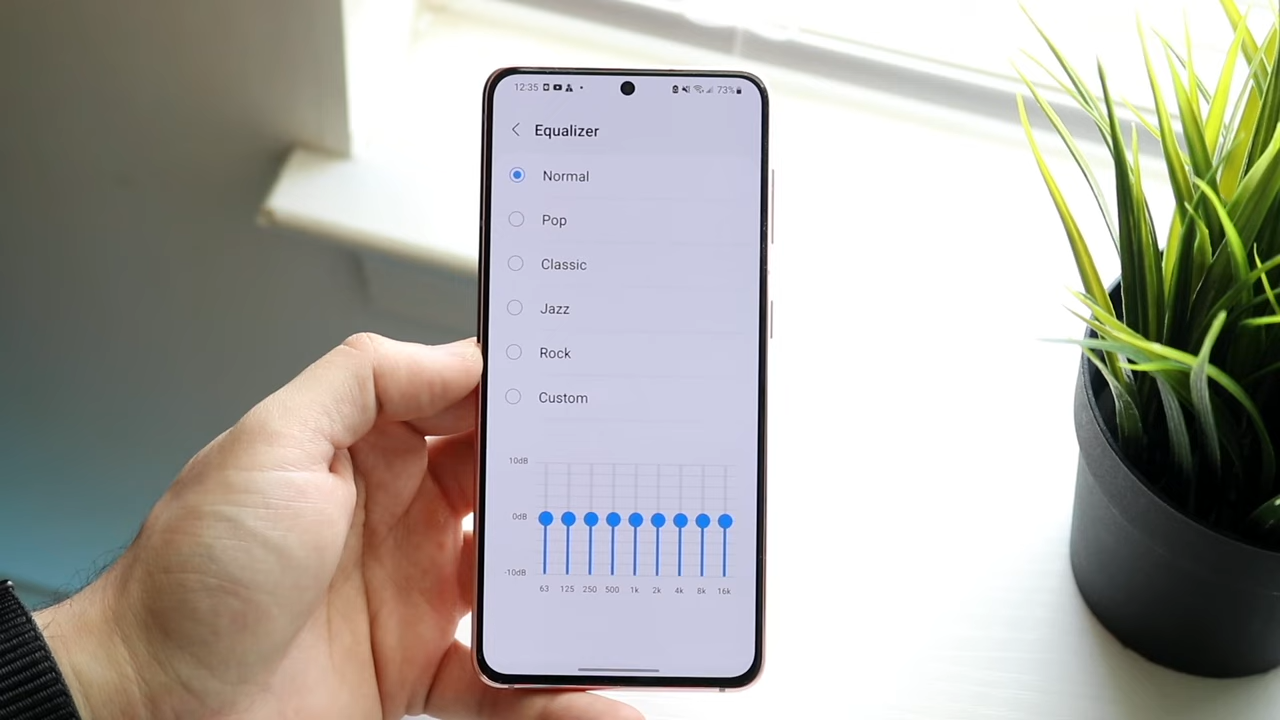 12:35 73%
Equalizer
Normal
Pop
Classic
Jazz
Rock
Custom
10dB
0dB
-10dB
63 125 250 500 1k 2k 4k 8k 16k